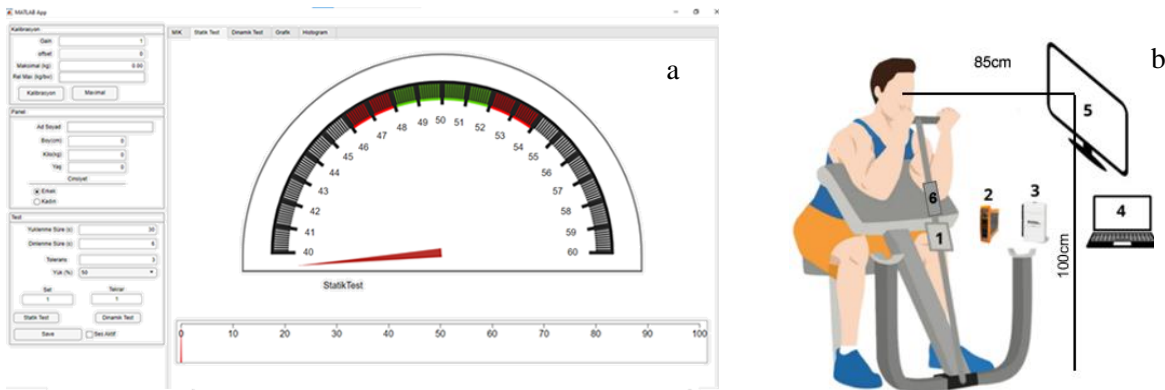 MATLAB App
Kalibrasyon
Gain 1
offset 0
Maksimal (kg) 0.00
Rel Max (kg/bw)
Kalibrasyon Maximal
Panel
Ad Soyad
Boy(cm) 0
Kilo(kg) 0
Yaş 0
Cinsiyet
Erkek
Kadın
Test
Yüklenme Süre (s) 30
Dinlenme Süre (s) 6
Tolerans 3
Yük (%) 50
Set Tekrar
1 1
Statik Test Dinamik Test
Save Ses Aktif
MIK Statik Test Dinamik Test Grafik Histogram
a
40 41 42 43 44 45 46 47 48 49 50 51 52 53 54 55 56 57 58 59 60
StatikTest
0 10 20 30 40 50 60 70 80 90 100
b
85cm
5
6
2 3
4
1
100cm